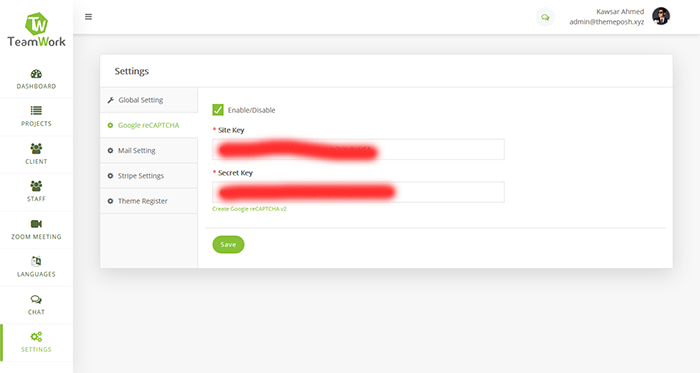 TW
TeamWork
Kawsar Ahmed
admin@themeposh.xyz
DASHBOARD
PROJECTS
CLIENT
STAFF
ZOOM MEETING
LANGUAGES
CHAT
SETTINGS
Settings
Global Setting
Google reCAPTCHA
Mail Setting
Stripe Settings
Theme Register
Enable/Disable
* Site Key
* Secret Key
Create Google reCAPTCHA v2
Save